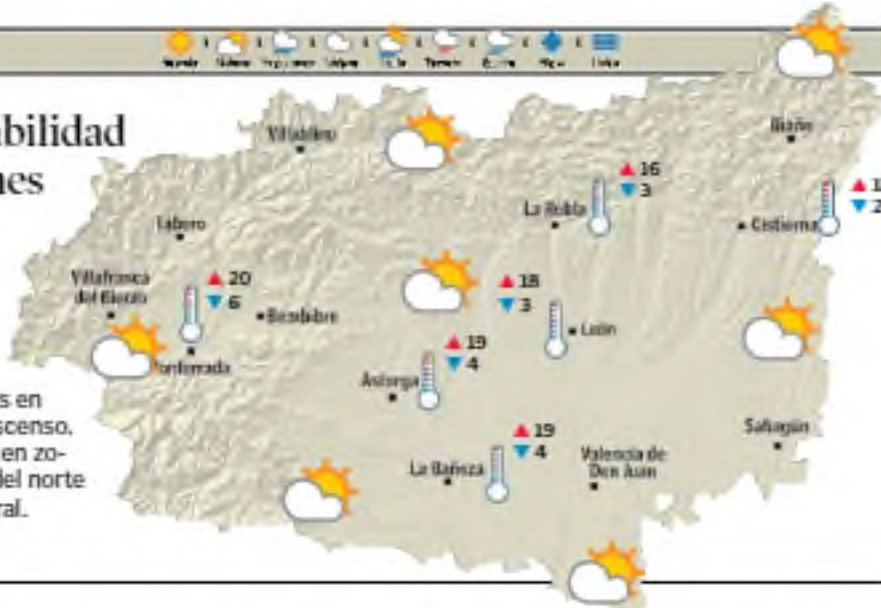 abilidad
nes
Villablino
Riaño
16
3
La Robla
Cistierna
Fabero
Villafranca
del Bierzo
20
6
Bembibre
18
3
León
Ponferrada
19
4
Astorga
s en
scenso.
en zo-
del norte
ral.
19
4
La Bañeza
Valencia de
Don Juan
Sahagún